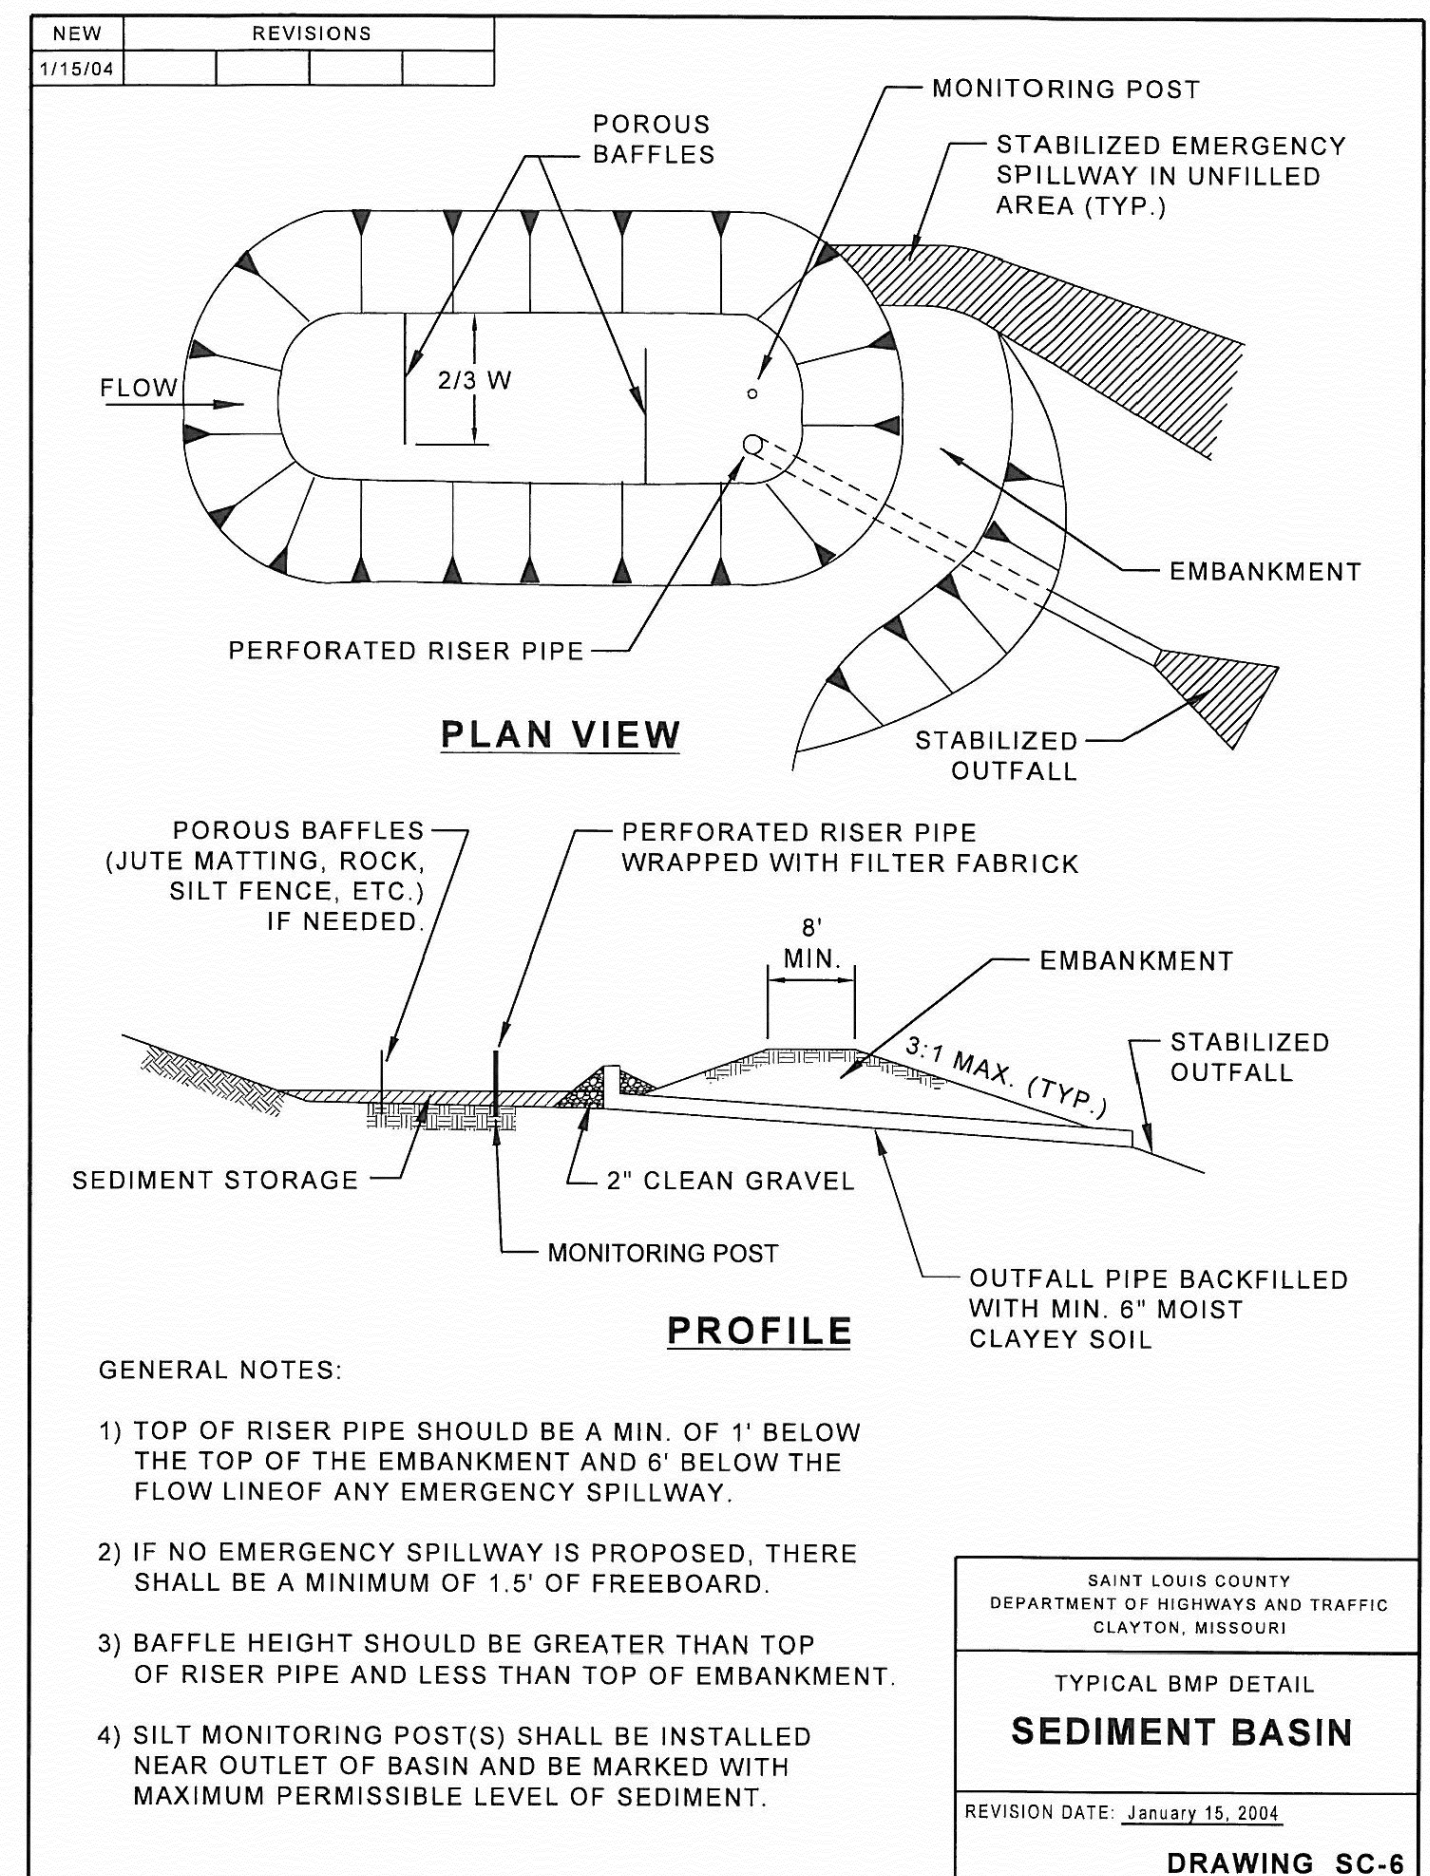 NEW REVISIONS
1/15/04
MONITORING POST
POROUS
BAFFLES
STABILIZED EMERGENCY
SPILLWAY IN UNFILLED
AREA (TYP.)
2/3 W
FLOW
EMBANKMENT
PERFORATED RISER PIPE
PLAN VIEW
STABILIZED
OUTFALL
POROUS BAFFLES
(JUTE MATTING, ROCK,
SILT FENCE, ETC.)
IF NEEDED.
PERFORATED RISER PIPE
WRAPPED WITH FILTER FABRICK
8'
MIN.
EMBANKMENT
3:1 MAX. (TYP.)
STABILIZED
OUTFALL
SEDIMENT STORAGE
2" CLEAN GRAVEL
MONITORING POST
OUTFALL PIPE BACKFILLED
WITH MIN. 6" MOIST
CLAYEY SOIL
PROFILE
GENERAL NOTES:
1) TOP OF RISER PIPE SHOULD BE A MIN. OF 1' BELOW
THE TOP OF THE EMBANKMENT AND 6' BELOW THE
FLOW LINEOF ANY EMERGENCY SPILLWAY.
2) IF NO EMERGENCY SPILLWAY IS PROPOSED, THERE
SHALL BE A MINIMUM OF 1.5' OF FREEBOARD.
3) BAFFLE HEIGHT SHOULD BE GREATER THAN TOP
OF RISER PIPE AND LESS THAN TOP OF EMBANKMENT.
4) SILT MONITORING POST(S) SHALL BE INSTALLED
NEAR OUTLET OF BASIN AND BE MARKED WITH
MAXIMUM PERMISSIBLE LEVEL OF SEDIMENT.
SAINT LOUIS COUNTY
DEPARTMENT OF HIGHWAYS AND TRAFFIC
CLAYTON, MISSOURI
TYPICAL BMP DETAIL
SEDIMENT BASIN
REVISION DATE: January 15, 2004
DRAWING SC-6